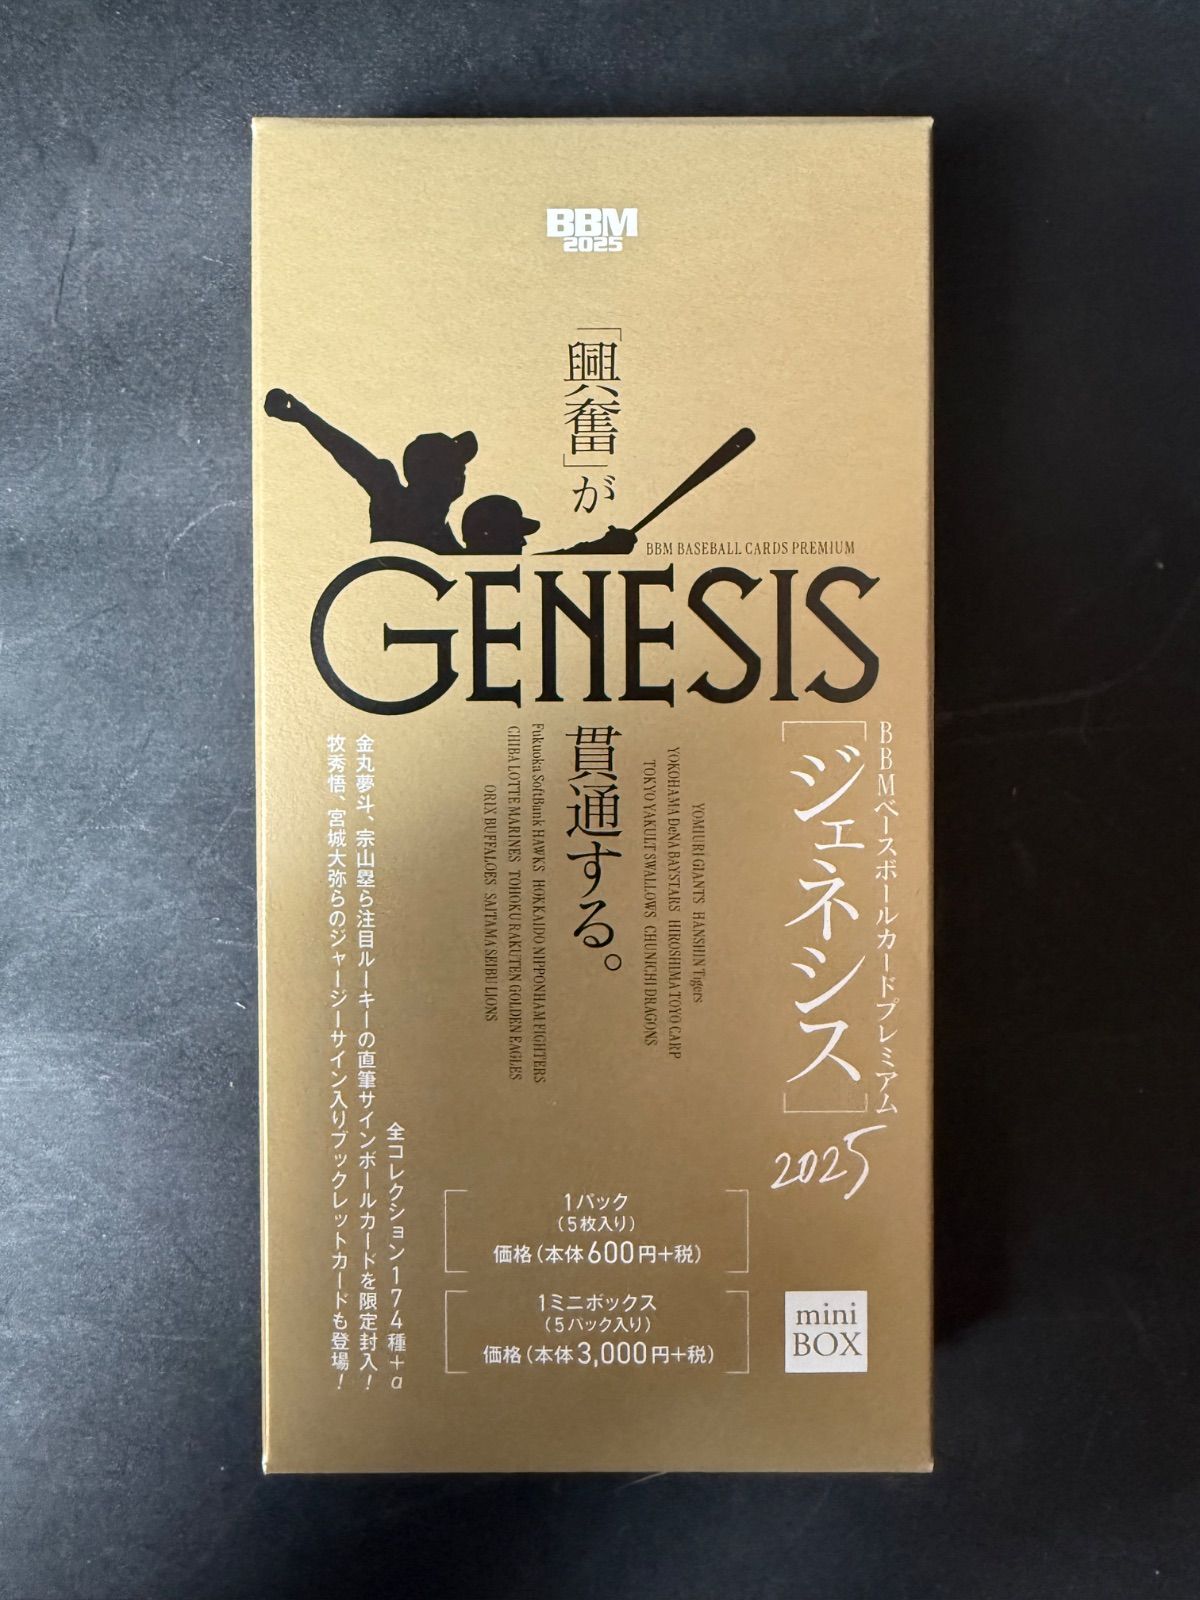 BBM
2025
「興奮」が
BBM BASEBALL CARDS PREMIUM
GENESIS
貫通する。
BBMベースボールカードプレミアム
[ジェネシス]
2025
YOMIURI GIANTS HANSHIN Tigers
YOKOHAMA DeNA BAYSTARS HIROSHIMA TOYO CARP
TOKYO YAKULT SWALLOWS CHUNICHI DRAGONS
Fukuoka SoftBank HAWKS HOKKAIDO NIPPONHAM FIGHTERS
CHIBA LOTTE MARINES TOHOKU RAKUTEN GOLDEN EAGLES
ORIX BUFFALOES SAITAMA SEIBU LIONS
全コレクション174種+α
金丸夢斗、宗山塁ら注目ルーキーの直筆サインボールカードを限定封入!
牧秀悟、宮城大弥らのジャージーサイン入りブックレットカードも登場!
1パック
(5枚入り)
価格(本体600円+税)
1ミニボックス
(5パック入り)
価格(本体3,000円+税)
mini
BOX